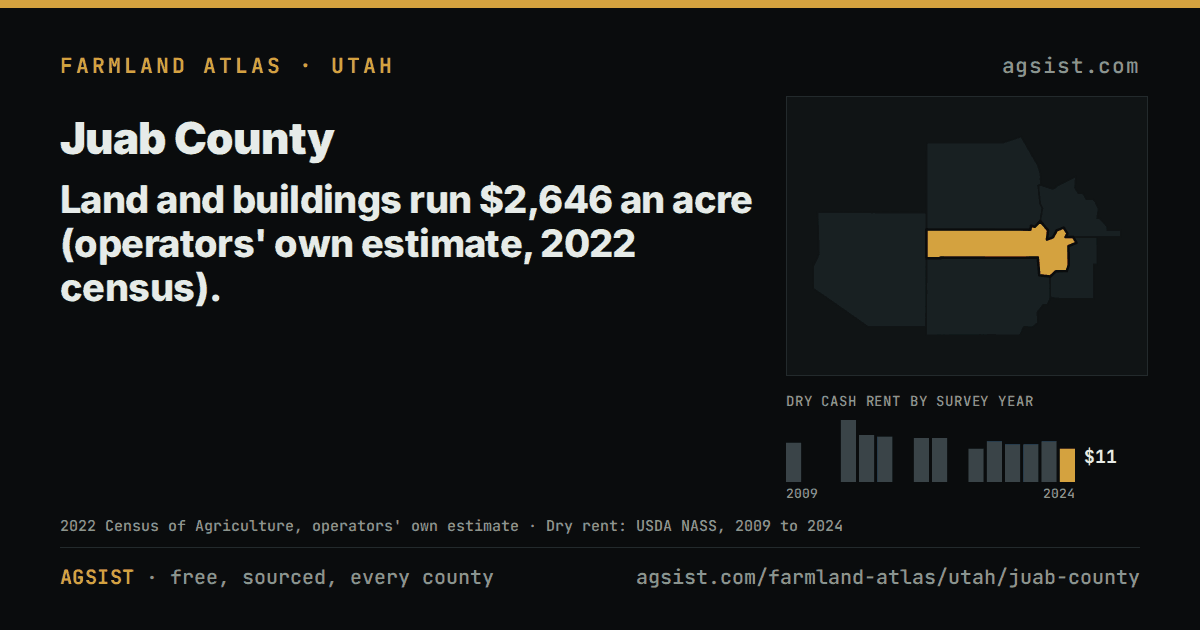 FARMLAND ATLAS · UTAH
agsist.com
Juab County
Land and buildings run $2,646 an acre
(operators' own estimate, 2022
census).
DRY CASH RENT BY SURVEY YEAR
$11
2009
2024
2022 Census of Agriculture, operators' own estimate · Dry rent: USDA NASS, 2009 to 2024
AGSIST · free, sourced, every county
agsist.com/farmland-atlas/utah/juab-county